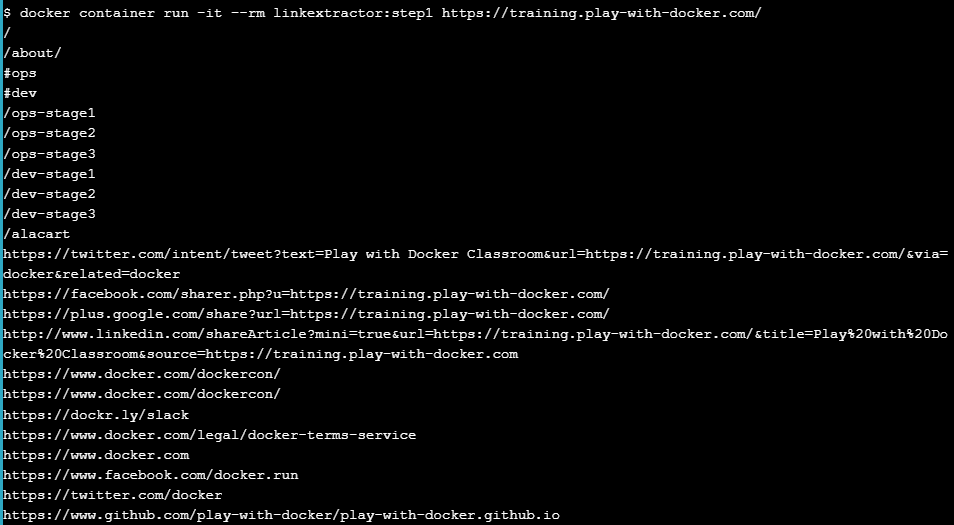 $ docker container run -it --rm linkextractor:step1 https://training.play-with-docker.com/
/
/about/
#ops
#dev
/ops-stage1
/ops-stage2
/ops-stage3
/dev-stage1
/dev-stage2
/dev-stage3
/alacart
https://twitter.com/intent/tweet?text=Play with Docker Classroom&url=https://training.play-with-docker.com/&via=
docker&related=docker
https://facebook.com/sharer.php?u=https://training.play-with-docker.com/
https://plus.google.com/share?url=https://training.play-with-docker.com/
http://www.linkedin.com/shareArticle?mini=true&url=https://training.play-with-docker.com/&title=Play%20with%20Do
cker%20Classroom&source=https://training.play-with-docker.com
https://www.docker.com/dockercon/
https://www.docker.com/dockercon/
https://dockr.ly/slack
https://www.docker.com/legal/docker-terms-service
https://www.docker.com
https://www.facebook.com/docker.run
https://twitter.com/docker
https://www.github.com/play-with-docker/play-with-docker.github.io